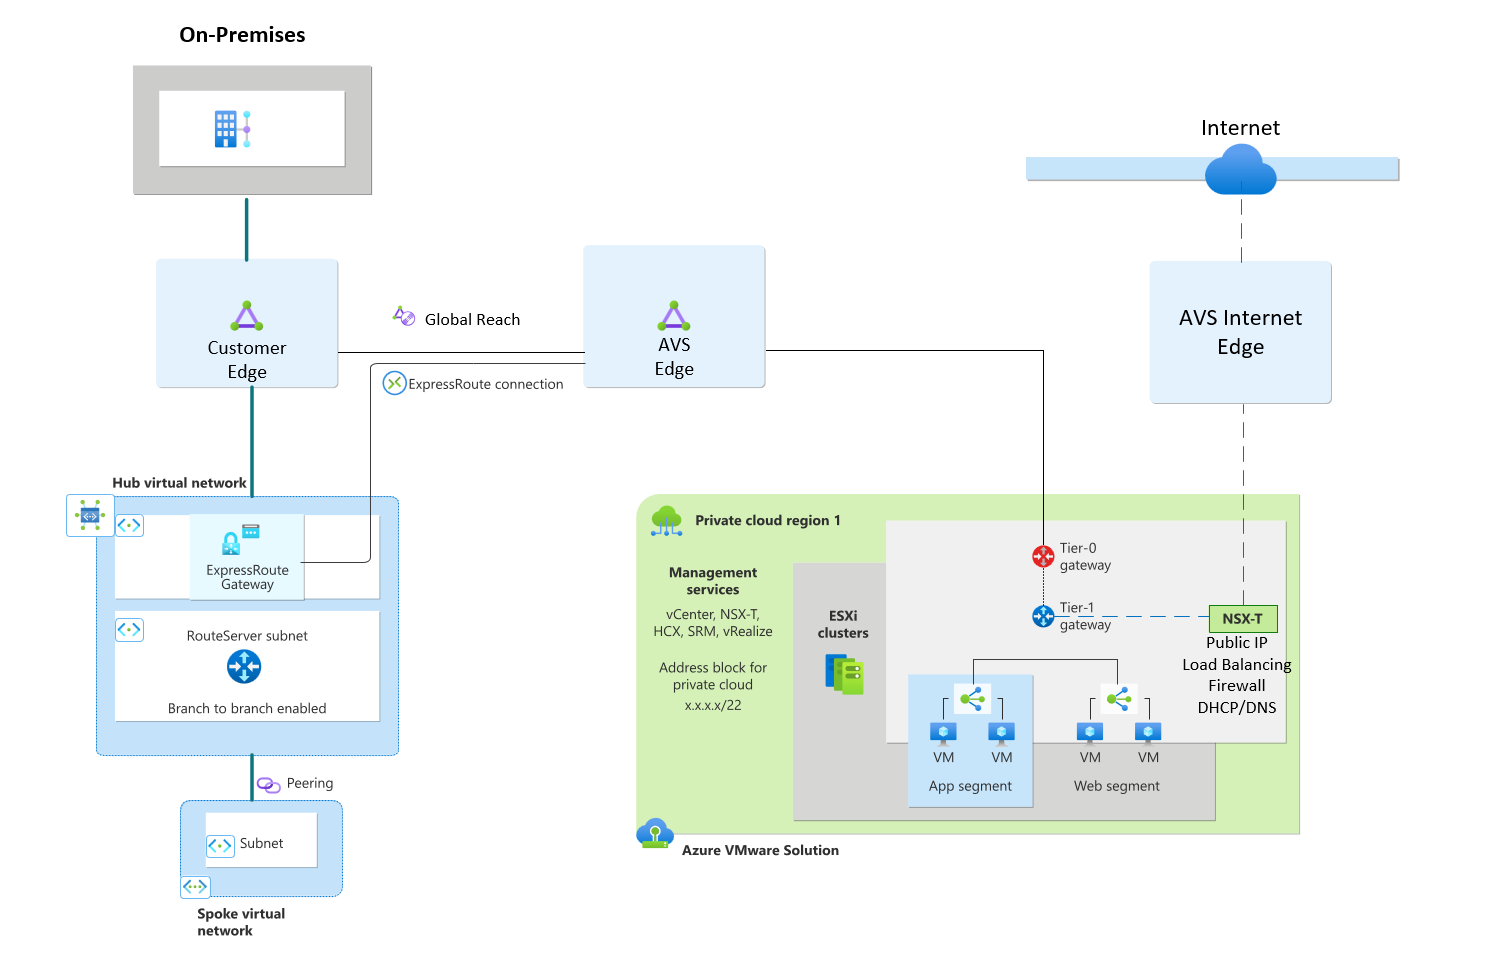 On-Premises
Internet
Customer
Edge
Global Reach
ExpressRoute connection
AVS
Edge
AVS Internet
Edge
Hub virtual network
ExpressRoute
Gateway
RouteServer subnet
Branch to branch enabled
Peering
Subnet
Spoke virtual
network
Private cloud region 1
Management
services
vCenter, NSX-T,
HCX, SRM, vRealize
Address block for
private cloud
x.x.x.x/22
ESXi
clusters
Tier-0
gateway
Tier-1
gateway
NSX-T
Public IP
Load Balancing
Firewall
DHCP/DNS
VM
VM
VM
VM
App segment
Web segment
Azure VMware Solution